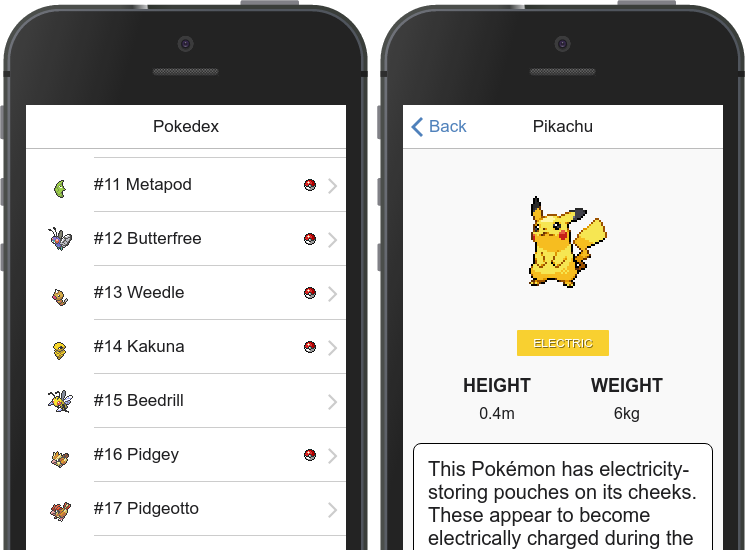 Pokedex
#11 Metapod
#12 Butterfree
#13 Weedle
#14 Kakuna
#15 Beedrill
#16 Pidgey
#17 Pidgeotto
Back
Pikachu
ELECTRIC
HEIGHT WEIGHT
0.4m 6kg
This Pokémon has electricity-
storing pouches on its cheeks.
These appear to become
electrically charged during the